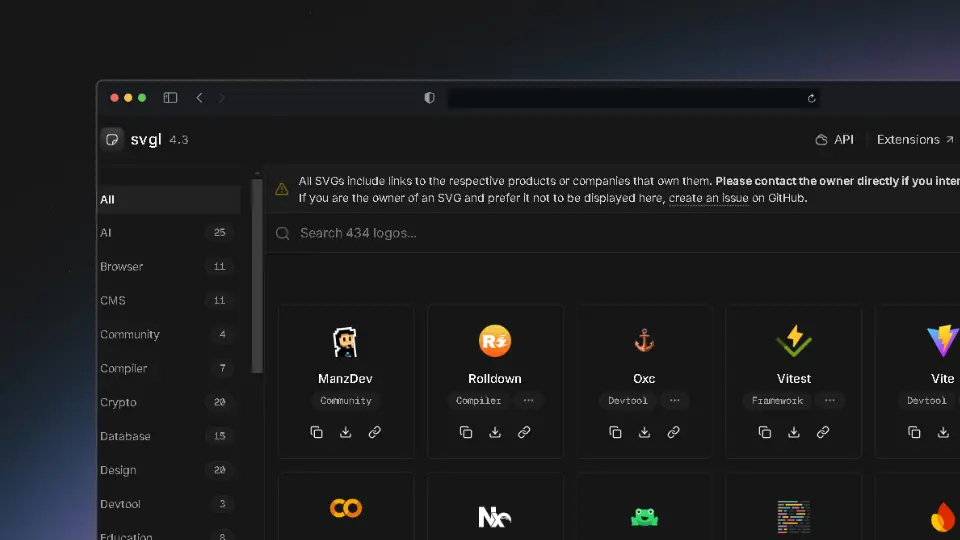 svgl 4.3
API
Extensions
All SVGs include links to the respective products or companies that own them. Please contact the owner directly if you
If you are the owner of an SVG and prefer it not to be displayed here, create an issue on GitHub.
Search 434 logos...
All
AI 25
Browser 11
CMS 11
Community 4
Compiler 7
Crypto 20
Database 15
Design 20
Devtool 3
Education 8
ManzDev
Community
Rolldown
Compiler ...
Oxc
Devtool ...
Vitest
Framework ...
Vite
Devtool